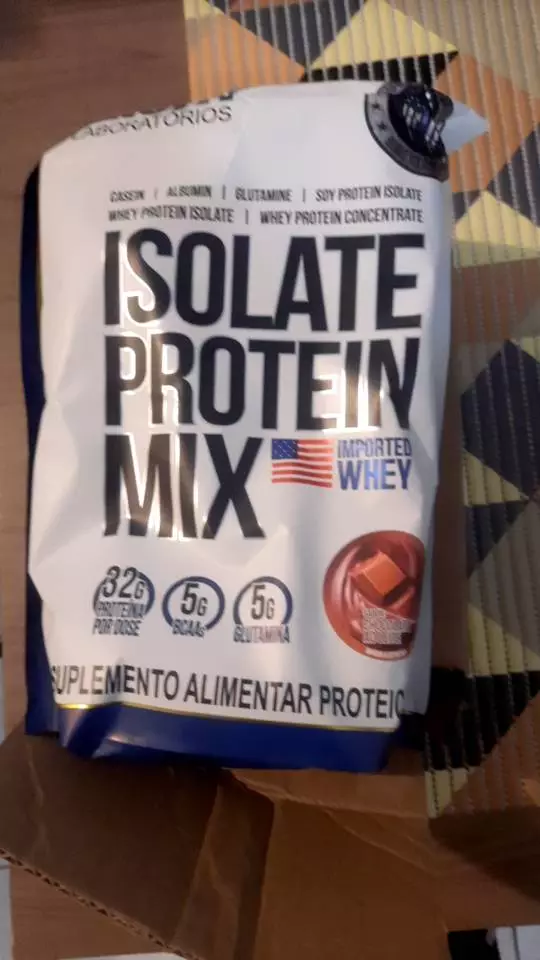 LABORATÓRIOS
CASEIN | ALBUMIN | GLUTAMINE | SOY PROTEIN ISOLATE
WHEY PROTEIN ISOLATE | WHEY PROTEIN CONCENTRATE
ISOLATE
PROTEIN
MIX
IMPORTED
WHEY
32G
PROTEÍNA
POR DOSE
5G
BCAAs
5G
GLUTAMINA
SUPLEMENTO ALIMENTAR PROTEIC